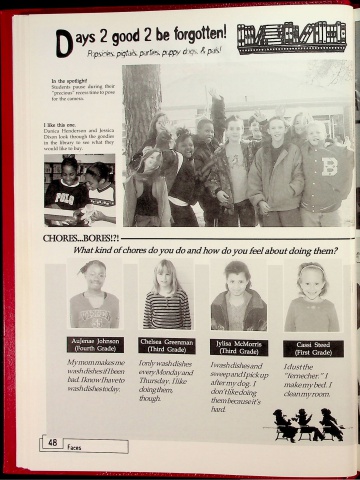 Days 2 good 2 be forgotten!
Popsicles, pigtails, parties, puppy dogs, & pals!
In the spotlight!
Students pause during their
"precious" recess time to pose
for the camera.
I like this one.
Danica Henderson and Jessica
Dixon look through the goodies
in the library to see what they
would like to buy.
POLO
B
CHORES...BORES!?!
What kind of chores do you do and how do you feel about doing them?
AuJenae Johnson
(Fourth Grade)
My mom makes me
wash dishes if I been
bad. I know I have to
wash dishes today.
Chelsea Greenman
(Third Grade)
I only wash dishes
every Monday and
Thursday. I like
doing them,
though.
Jylisa McMorris
(Third Grade)
I wash dishes and
sweep and I pick up
after my dog. I
don't like doing
them because it's
hard.
Cassi Steed
(First Grade)
I dust the
"fernecher." I
make my bed. I
clean my room.
48
Faces